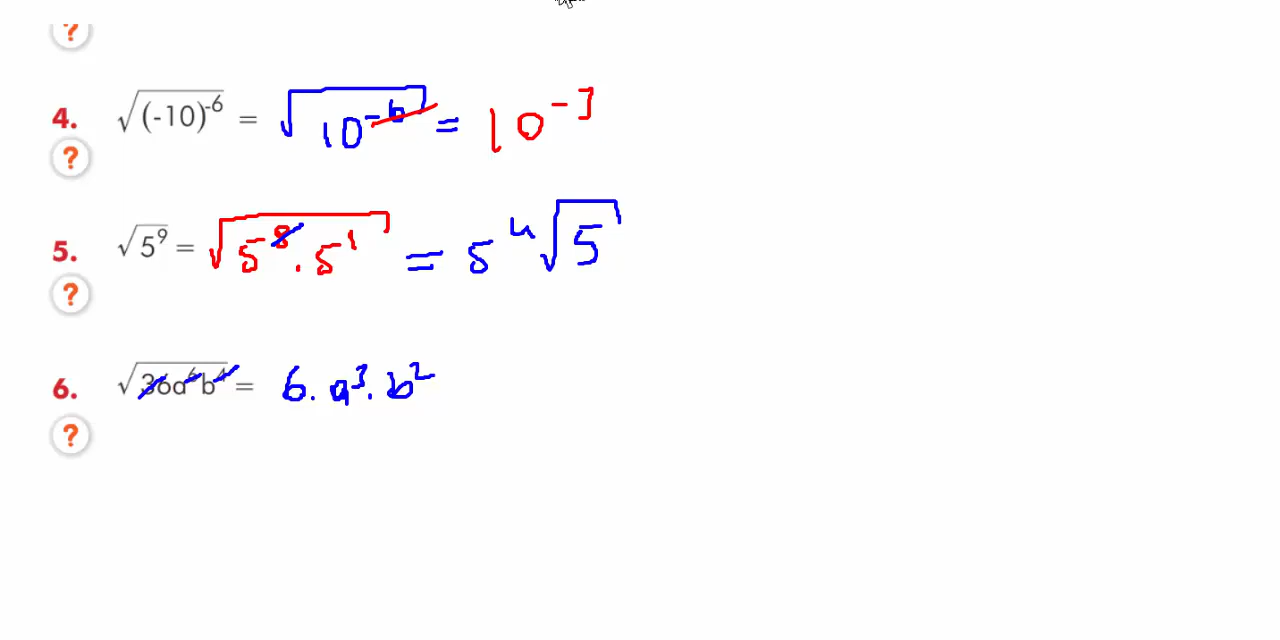 ?
4. √(-10)^-6 = √10^-6 = 10^-3
?
5. √5^9 = √5^8 . 5^1 = 5^4 √5
?
6. √36a^6b^4 = 6 . a^3 . b^2
?